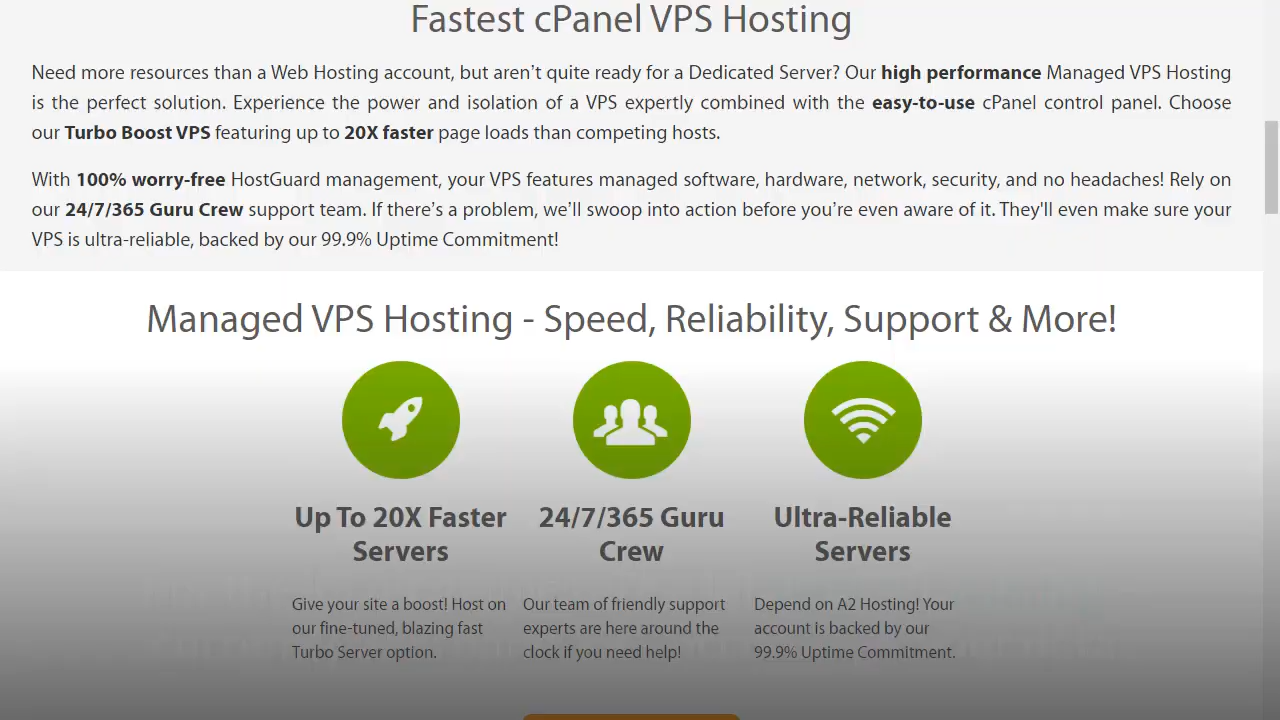 Fastest cPanel VPS Hosting
Need more resources than a Web Hosting account, but aren’t quite ready for a Dedicated Server? Our high performance Managed VPS Hosting
is the perfect solution. Experience the power and isolation of a VPS expertly combined with the easy-to-use cPanel control panel. Choose
our Turbo Boost VPS featuring up to 20X faster page loads than competing hosts.
With 100% worry-free HostGuard management, your VPS features managed software, hardware, network, security, and no headaches! Rely on
our 24/7/365 Guru Crew support team. If there’s a problem, we’ll swoop into action before you’re even aware of it. They'll even make sure your
VPS is ultra-reliable, backed by our 99.9% Uptime Commitment!
Managed VPS Hosting - Speed, Reliability, Support & More!
Up To 20X Faster
Servers
Give your site a boost! Host on
our fine-tuned, blazing fast
Turbo Server option.
24/7/365 Guru
Crew
Our team of friendly support
experts are here around the
clock if you need help!
Ultra-Reliable
Servers
Depend on A2 Hosting! Your
account is backed by our
99.9% Uptime Commitment.